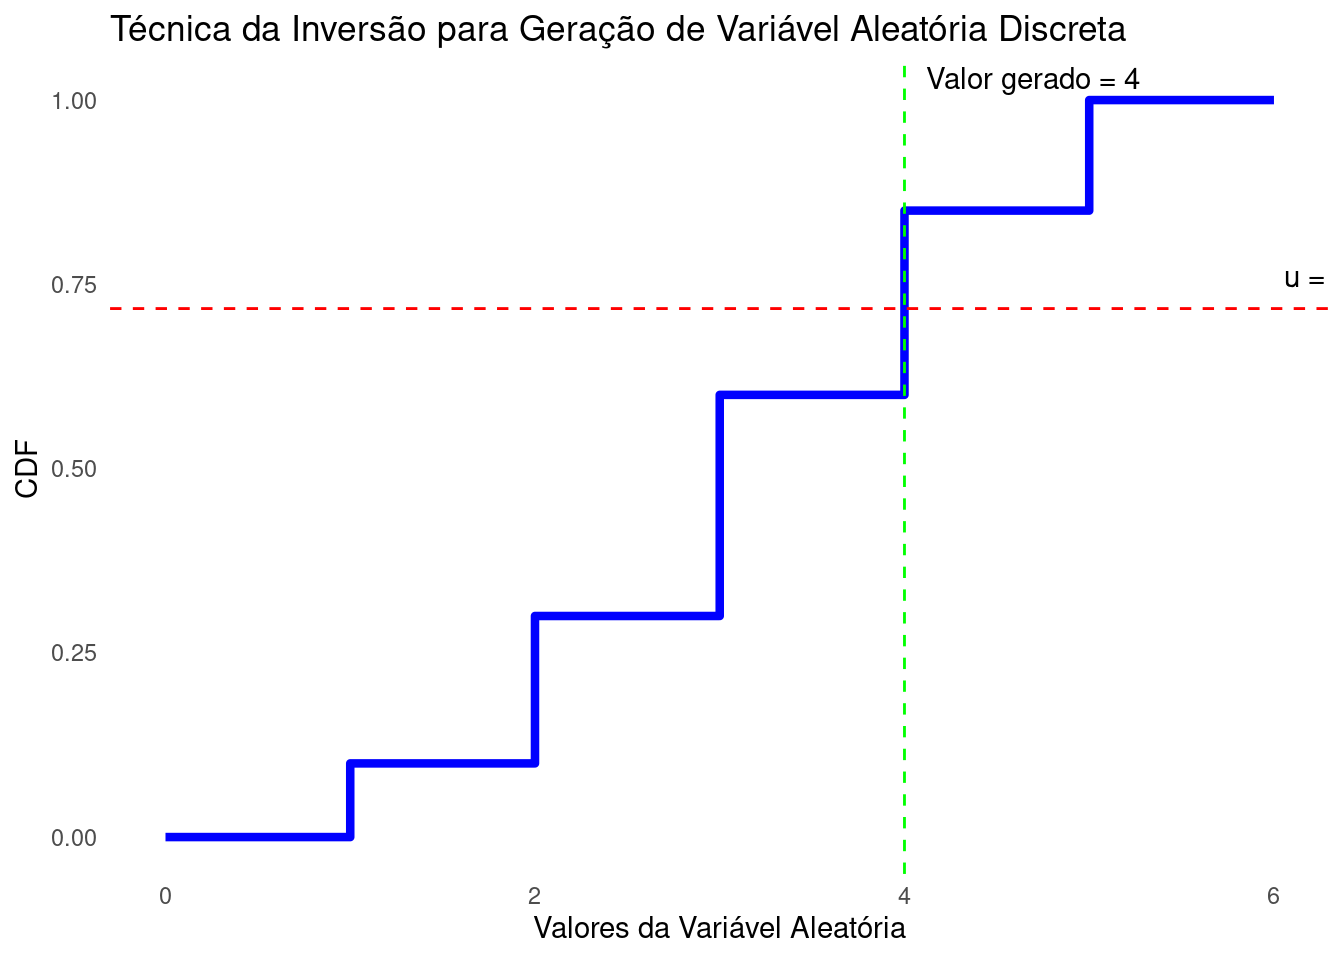 Técnica da Inversão para Geração de Variável Aleatória Discreta
Valor gerado = 4
1.00
u =
0.75
CDF
0.50
0.25
0.00
0
2
4
6
Valores da Variável Aleatória